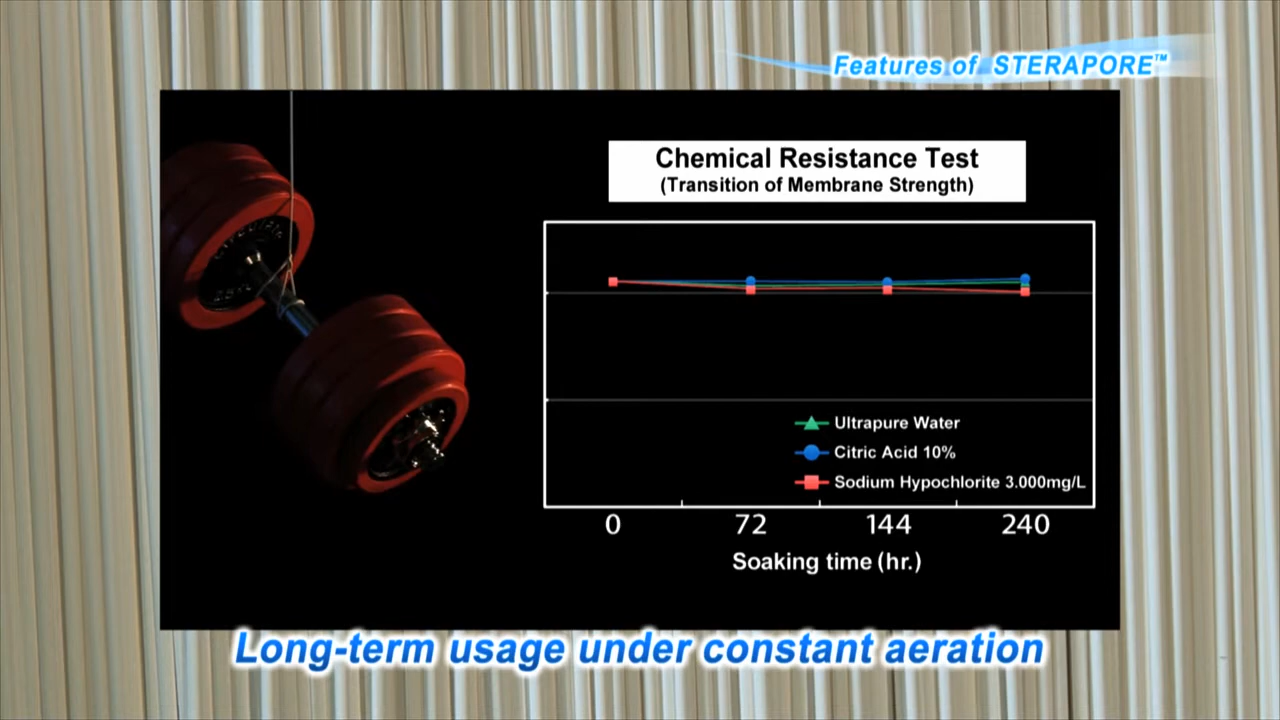 Features of STERAPORE™
Chemical Resistance Test
(Transition of Membrane Strength)
Ultrapure Water
Citric Acid 10%
Sodium Hypochlorite 3.000mg/L
0 72 144 240
Soaking time (hr.)
Long-term usage under constant aeration